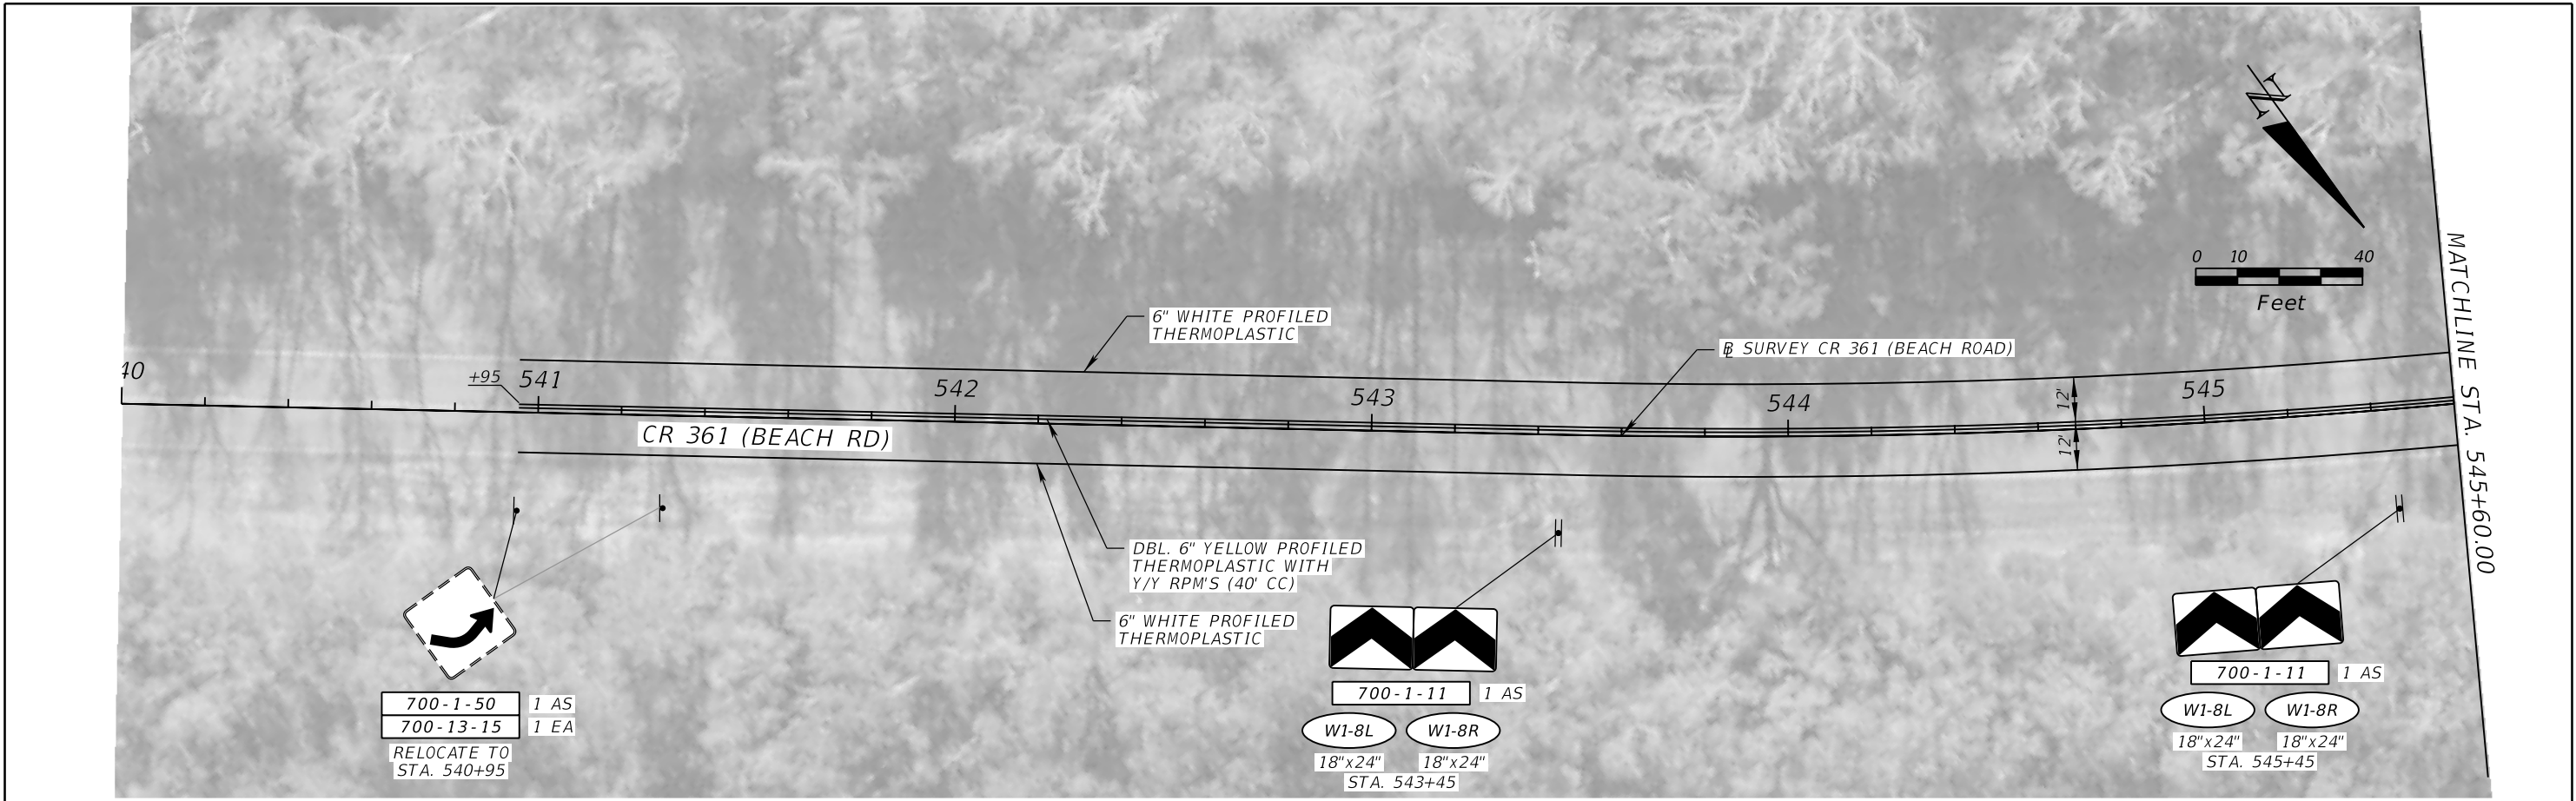 N
0 10 40
Feet
MATCHLINE STA. 545+60.00
6" WHITE PROFILED
THERMOPLASTIC
BL SURVEY CR 361 (BEACH ROAD)
40
+95
541
542
543
544
545
12'
12'
CR 361 (BEACH RD)
DBL. 6" YELLOW PROFILED
THERMOPLASTIC WITH
Y/Y RPM'S (40' CC)
6" WHITE PROFILED
THERMOPLASTIC
700-1-50 1 AS
700-13-15 1 EA
RELOCATE TO
STA. 540+95
700-1-11 1 AS
W1-8L W1-8R
18"x24" 18"x24"
STA. 543+45
700-1-11 1 AS
W1-8L W1-8R
18"x24" 18"x24"
STA. 545+45